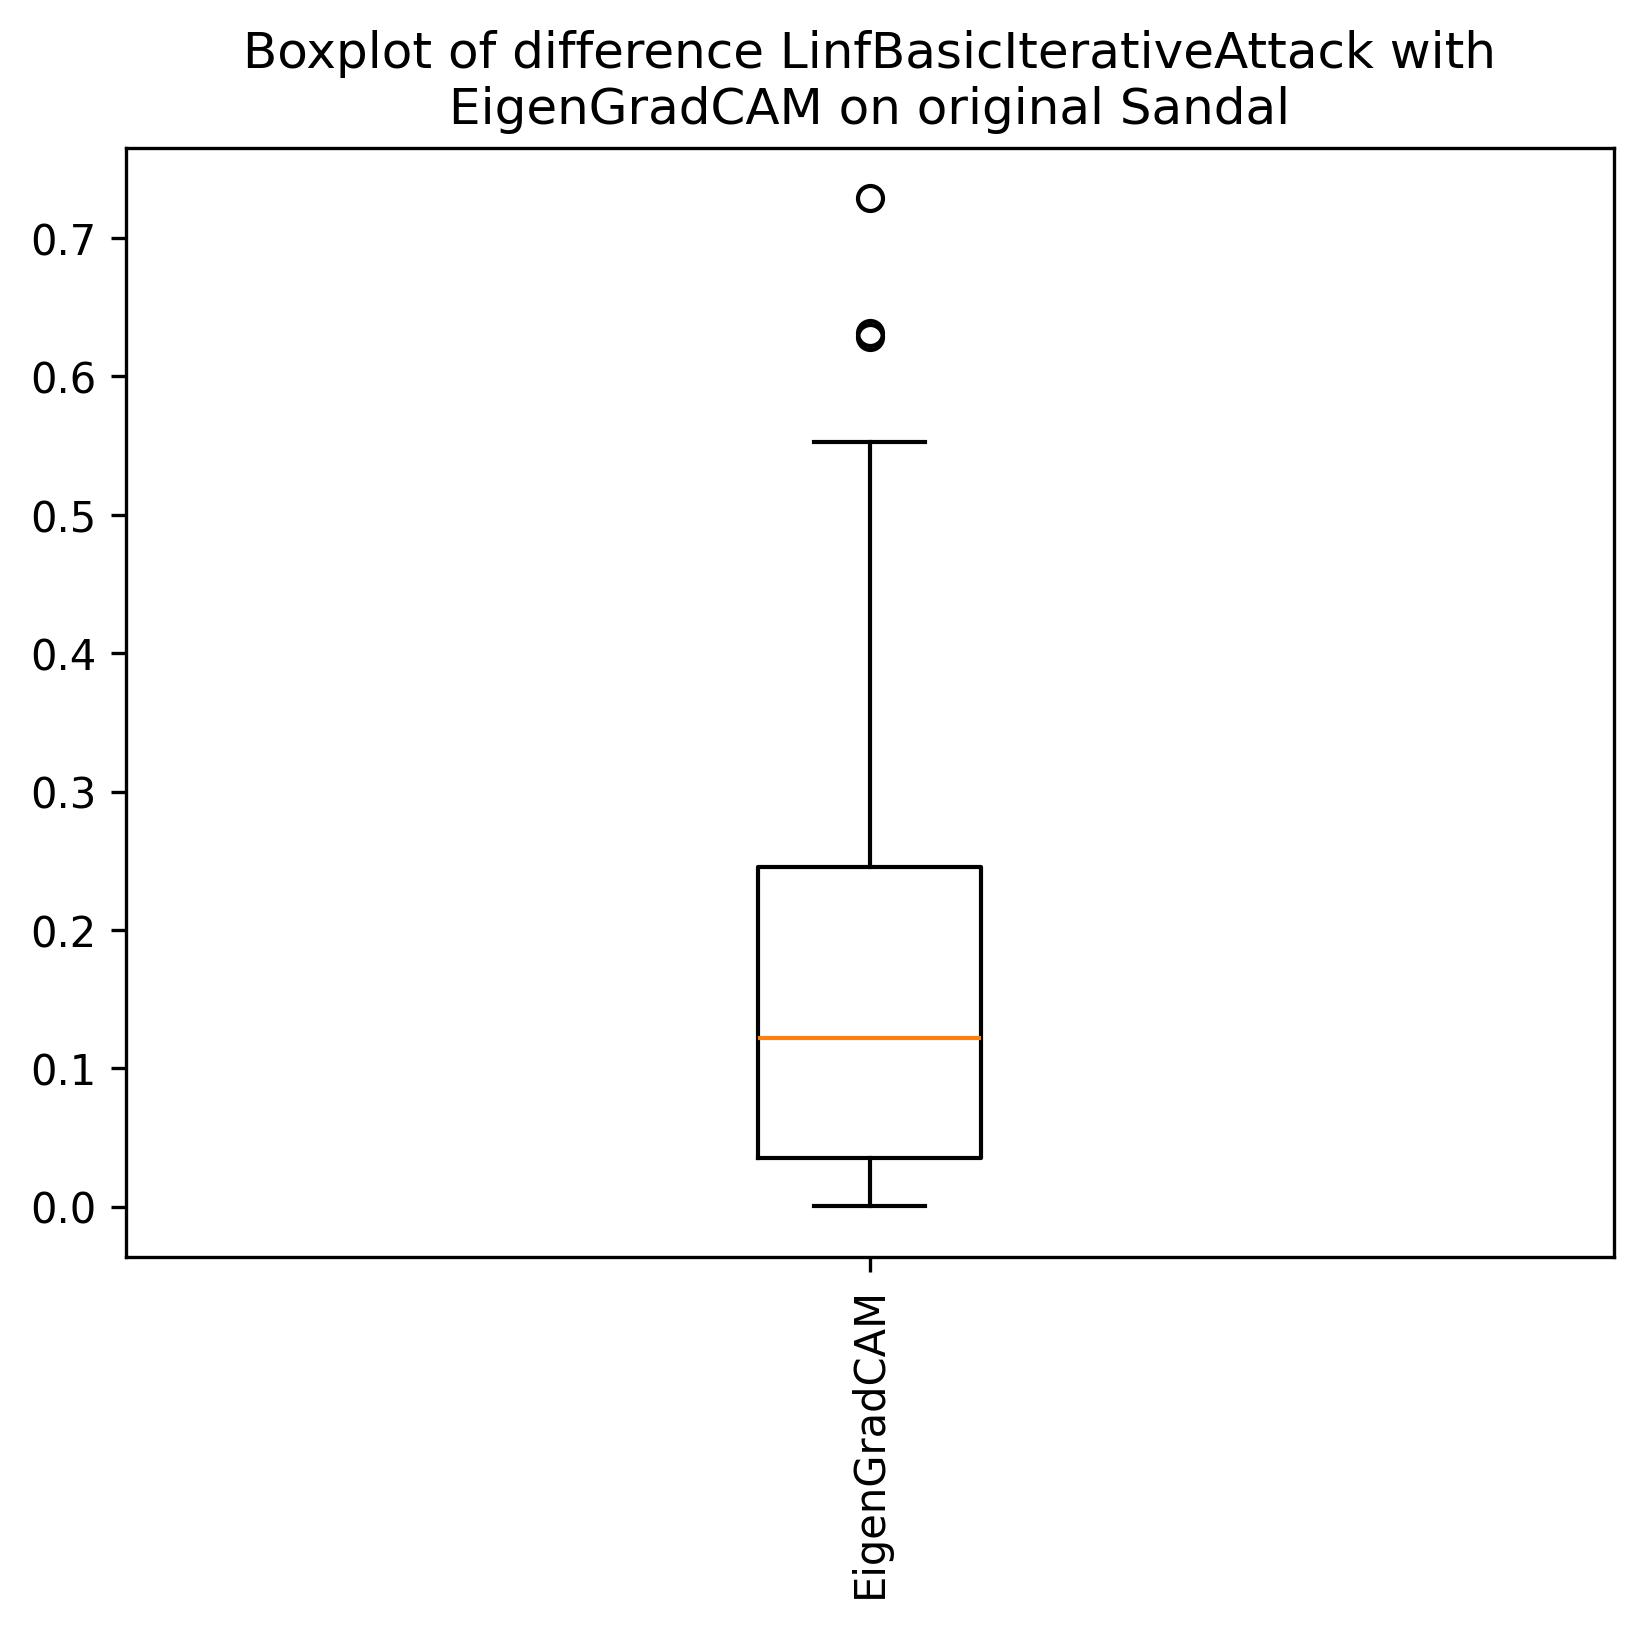 Boxplot of difference LinfBasicIterativeAttack with
EigenGradCAM on original Sandal
0.7
0.6
0.5
0.4
0.3
0.2
0.1
0.0
EigenGradCAM